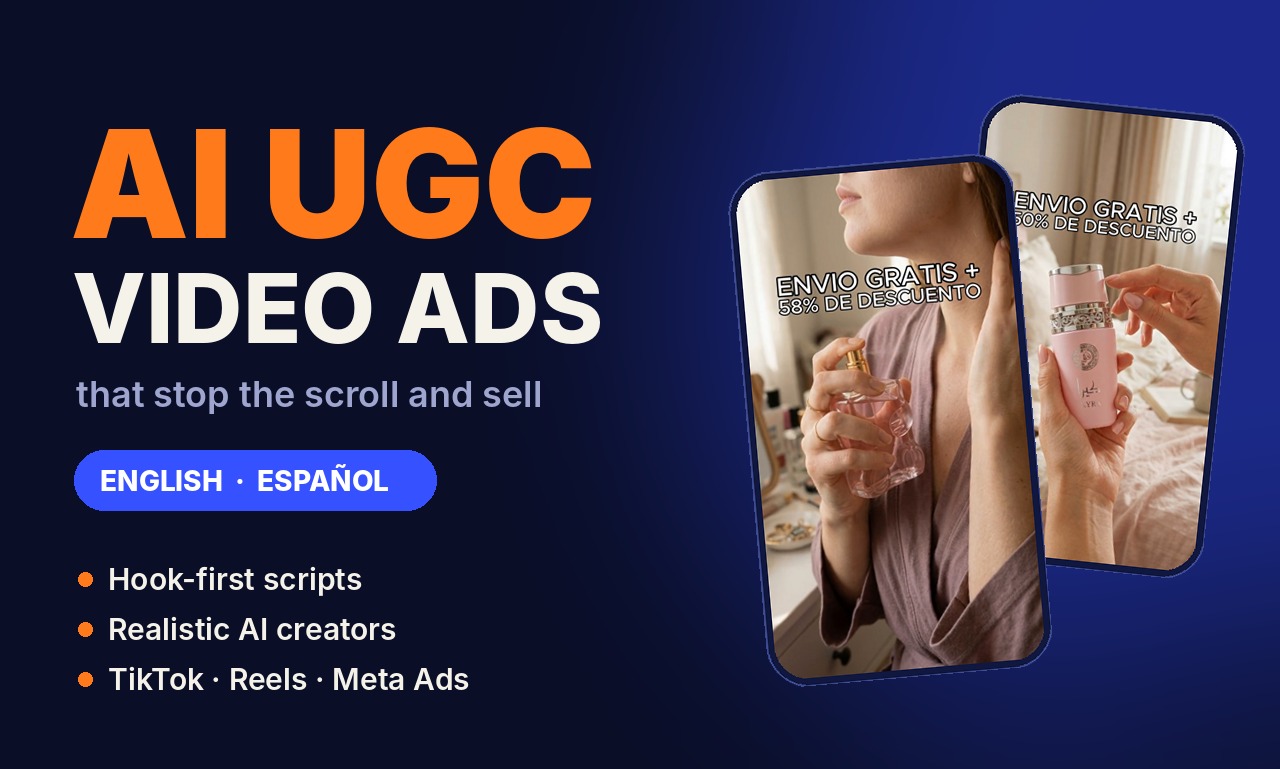 AI UGC
VIDEO ADS
that stop the scroll and sell
ENGLISH · ESPAÑOL
Hook-first scripts
Realistic AI creators
TikTok · Reels · Meta Ads
ENVIO GRATIS +
58% DE DESCUENTO
ENVIO GRATIS +
50% DE DESCUENTO